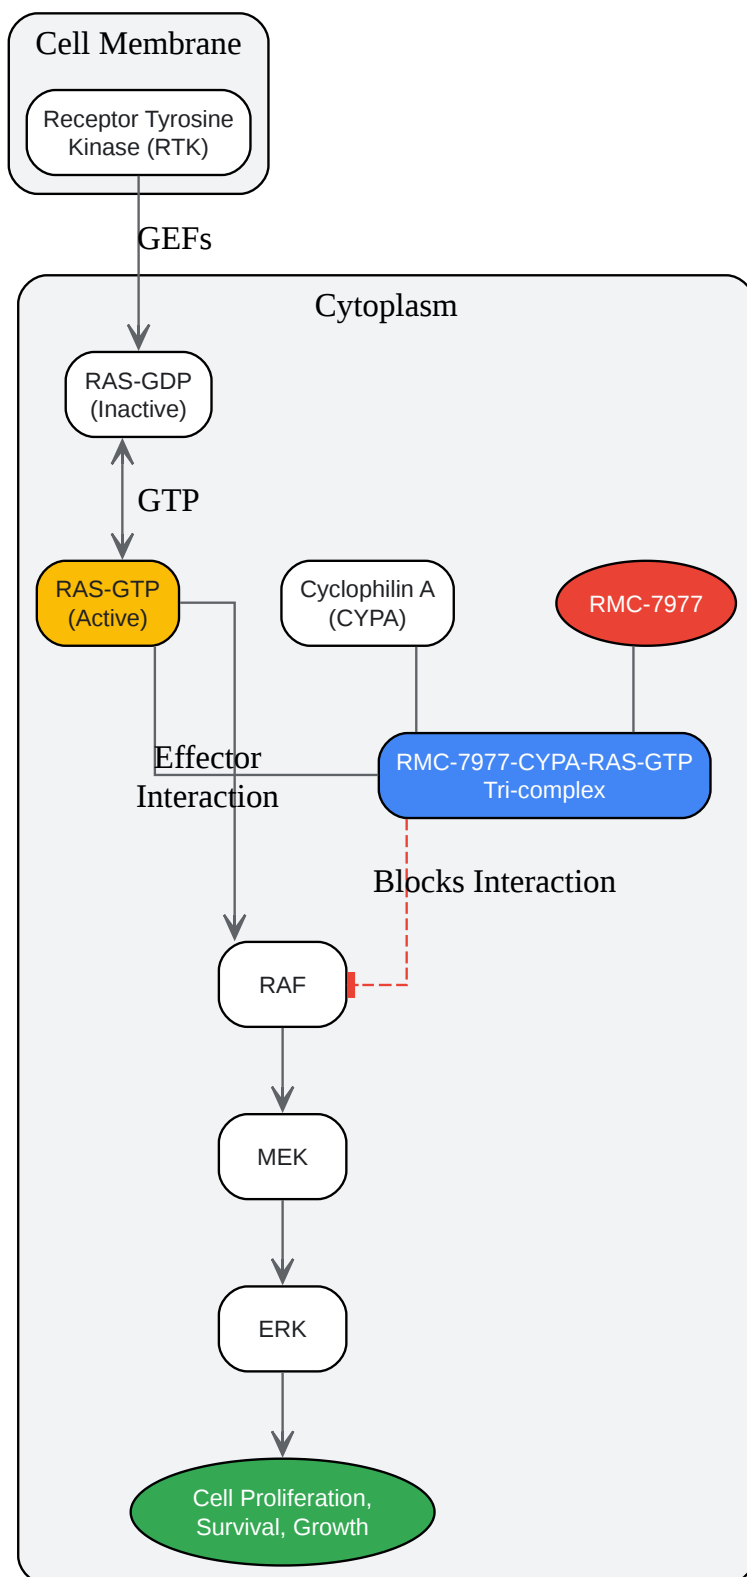 Cell Membrane
Receptor Tyrosine
Kinase (RTK)
GEFs
Cytoplasm
RAS-GDP
(Inactive)
GTP
RAS-GTP
(Active)
Cyclophilin A
(CYPA)
RMC-7977
Effector
Interaction
RMC-7977-CYPA-RAS-GTP
Tri-complex
Blocks Interaction
RAF
MEK
ERK
Cell Proliferation,
Survival, Growth